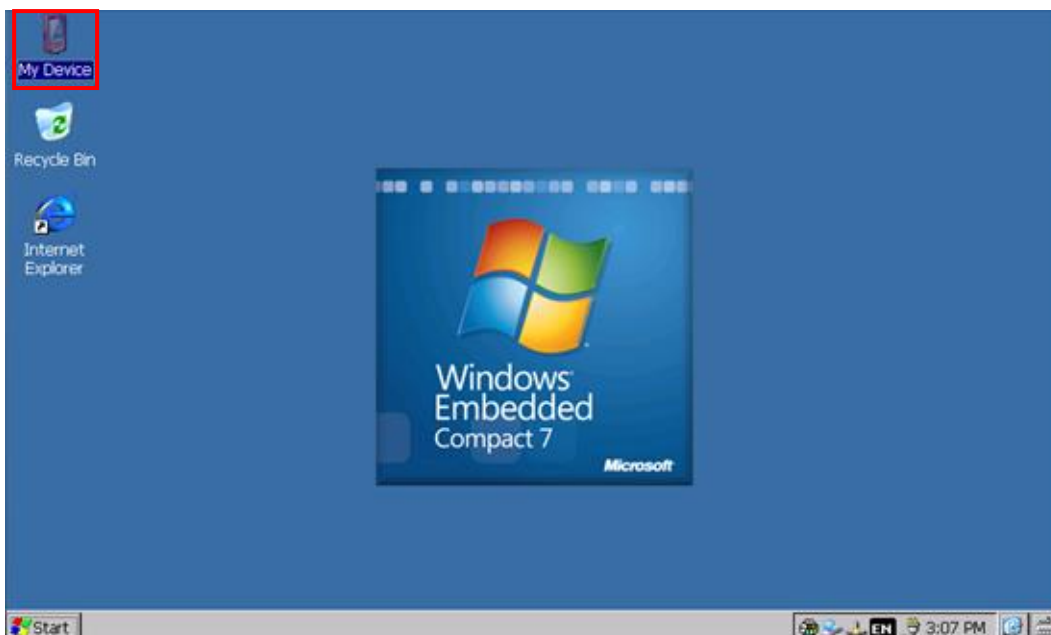 My Device
Recycle Bin
Internet
Explorer
Windows
Embedded
Compact 7
Microsoft
Start
EN
3:07 PM